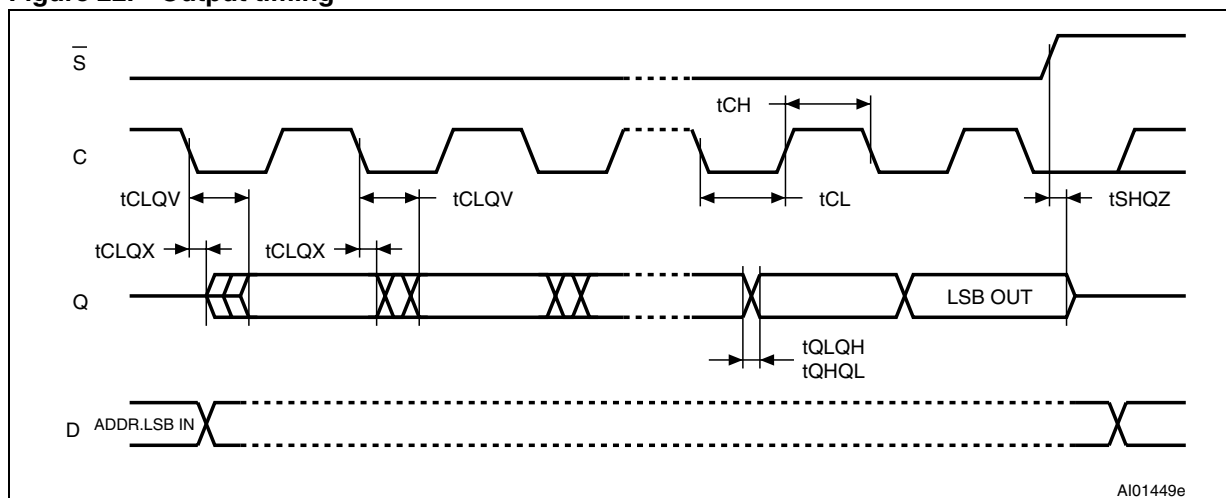 Figure 22. Output timing
S
tCH
C
tCLQV
tCLQV
tCL
tSHQZ
tCLQX
tCLQX
Q
LSB OUT
tQLQH
tQHQL
D
ADDR.LSB IN
AI01449e